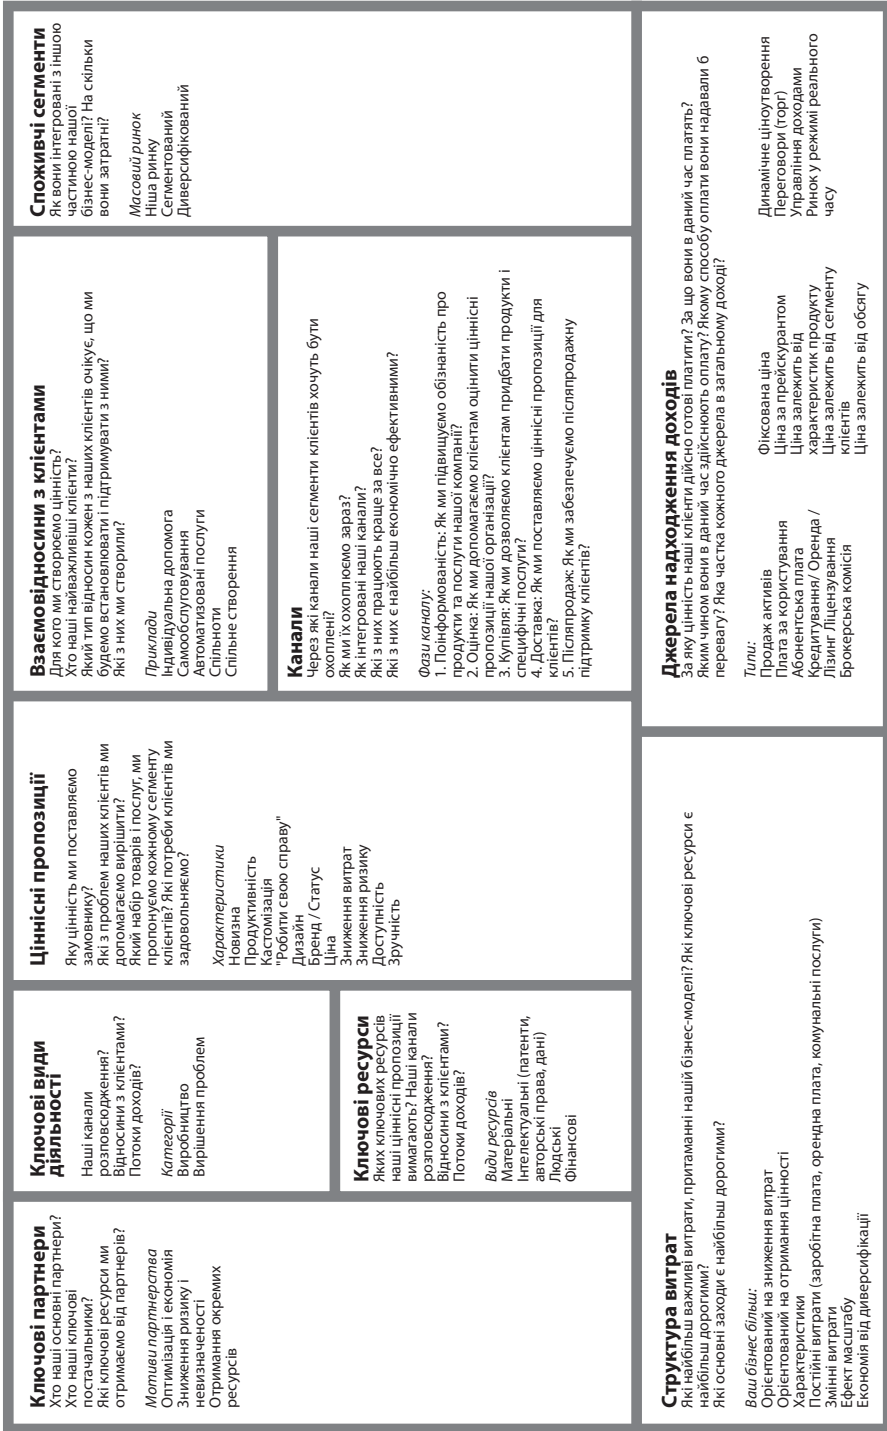 Ключові партнери
Хто наші основні партнери?
Хто наші ключові
постачальники?
Які ключові ресурси ми
отримаємо від партнерів?
Мотиви партнерства
Оптимізація і економія
Зниження ризику і
невизначеності
Отримання окремих
ресурсів
Ключові види
діяльності
Наші канали
розповсюдження?
Відносини з клієнтами?
Потоки доходів?
Категорії
Виробництво
Вирішення проблем
Ключові ресурси
Яких ключових ресурсів
наші ціннісні пропозиції
вимагають? Наші канали
розповсюдження?
Відносини з клієнтами?
Потоки доходів?
Види ресурсів
Матеріальні
Інтелектуальні (патенти,
авторські права, дані)
Людські
Фінансові
Ціннісні пропозиції
Яку цінність ми поставляємо
замовнику?
Які з проблем наших клієнтів ми
допомагаємо вирішити?
Який набір товарів і послуг, ми
пропонуємо кожному сегменту
клієнтів? Які потреби клієнтів ми
задовольняємо?
Характеристики
Новизна
Продуктивність
Кастомізація
"Робити свою справу"
Дизайн
Бренд / Статус
Ціна
Зниження витрат
Зниження ризику
Доступність
Зручність
Взаємовідносини з клієнтами
Для кого ми створюємо цінність?
Хто наші найважливіші клієнти?
Який тип відносин кожен з наших клієнтів очікує, що ми
будемо встановлювати і підтримувати з ними?
Які з них ми створили?
Приклади
Індивідуальна допомога
Самообслуговування
Автоматизовані послуги
Спільноти
Спільне створення
Канали
Через які канали наші сегменти клієнтів хочуть бути
охоплені?
Як ми їх охоплюємо зараз?
Як інтегровані наші канали?
Які з них працюють краще за все?
Які з них є найбільш економічно ефективними?
Фази каналу:
1. Поінформованість: Як ми підвищуємо обізнаність про
продукти та послуги нашої компанії?
2. Оцінка: Як ми допомагаємо клієнтам оцінити ціннісні
пропозиції нашої організації?
3. Купівля: Як ми дозволяємо клієнтам придбати продукти і
специфічні послуги?
4. Доставка: Як ми поставляємо ціннісні пропозиції для
клієнтів?
5. Післяпродаж: Як ми забезпечуємо післяпродажну
підтримку клієнтів?
Споживчі сегменти
Як вони інтегровані з іншою
частиною нашої
бізнес-моделі? На скільки
вони затратні?
Масовий ринок
Ніша ринку
Сегментований
Диверсифікований
Структура витрат
Які найбільш важливі витрати, притаманні нашій бізнес-моделі? Які ключові ресурси є
найбільш дорогими?
Які основні заходи є найбільш дорогими?
Ваш бізнес більш:
Орієнтований на зниження витрат
Орієнтований на отримання цінності
Характеристики
Постійні витрати (заробітна плата, орендна плата, комунальні послуги)
Змінні витрати
Ефект масштабу
Економія від диверсифікації
Джерела надходження доходів
За яку цінність наші клієнти дійсно готові платити? За що вони в даний час платять?
Яким чином вони в даний час здійснюють оплату? Якому способу оплати вони надавали б
перевагу? Яка частка кожного джерела в загальному доході?
Типи:
Продаж активів
Плата за користування
Абонентська плата
Кредитування/ Оренда /
Лізинг Ліцензування
Брокерська комісія
Фіксована ціна
Ціна за прейскурантом
Ціна залежить від
характеристик продукту
Ціна залежить від сегменту
клієнтів
Ціна залежить від обсягу
Динамічне ціноутворення
Переговори (торг)
Управління доходами
Ринок у режимі реального
часу